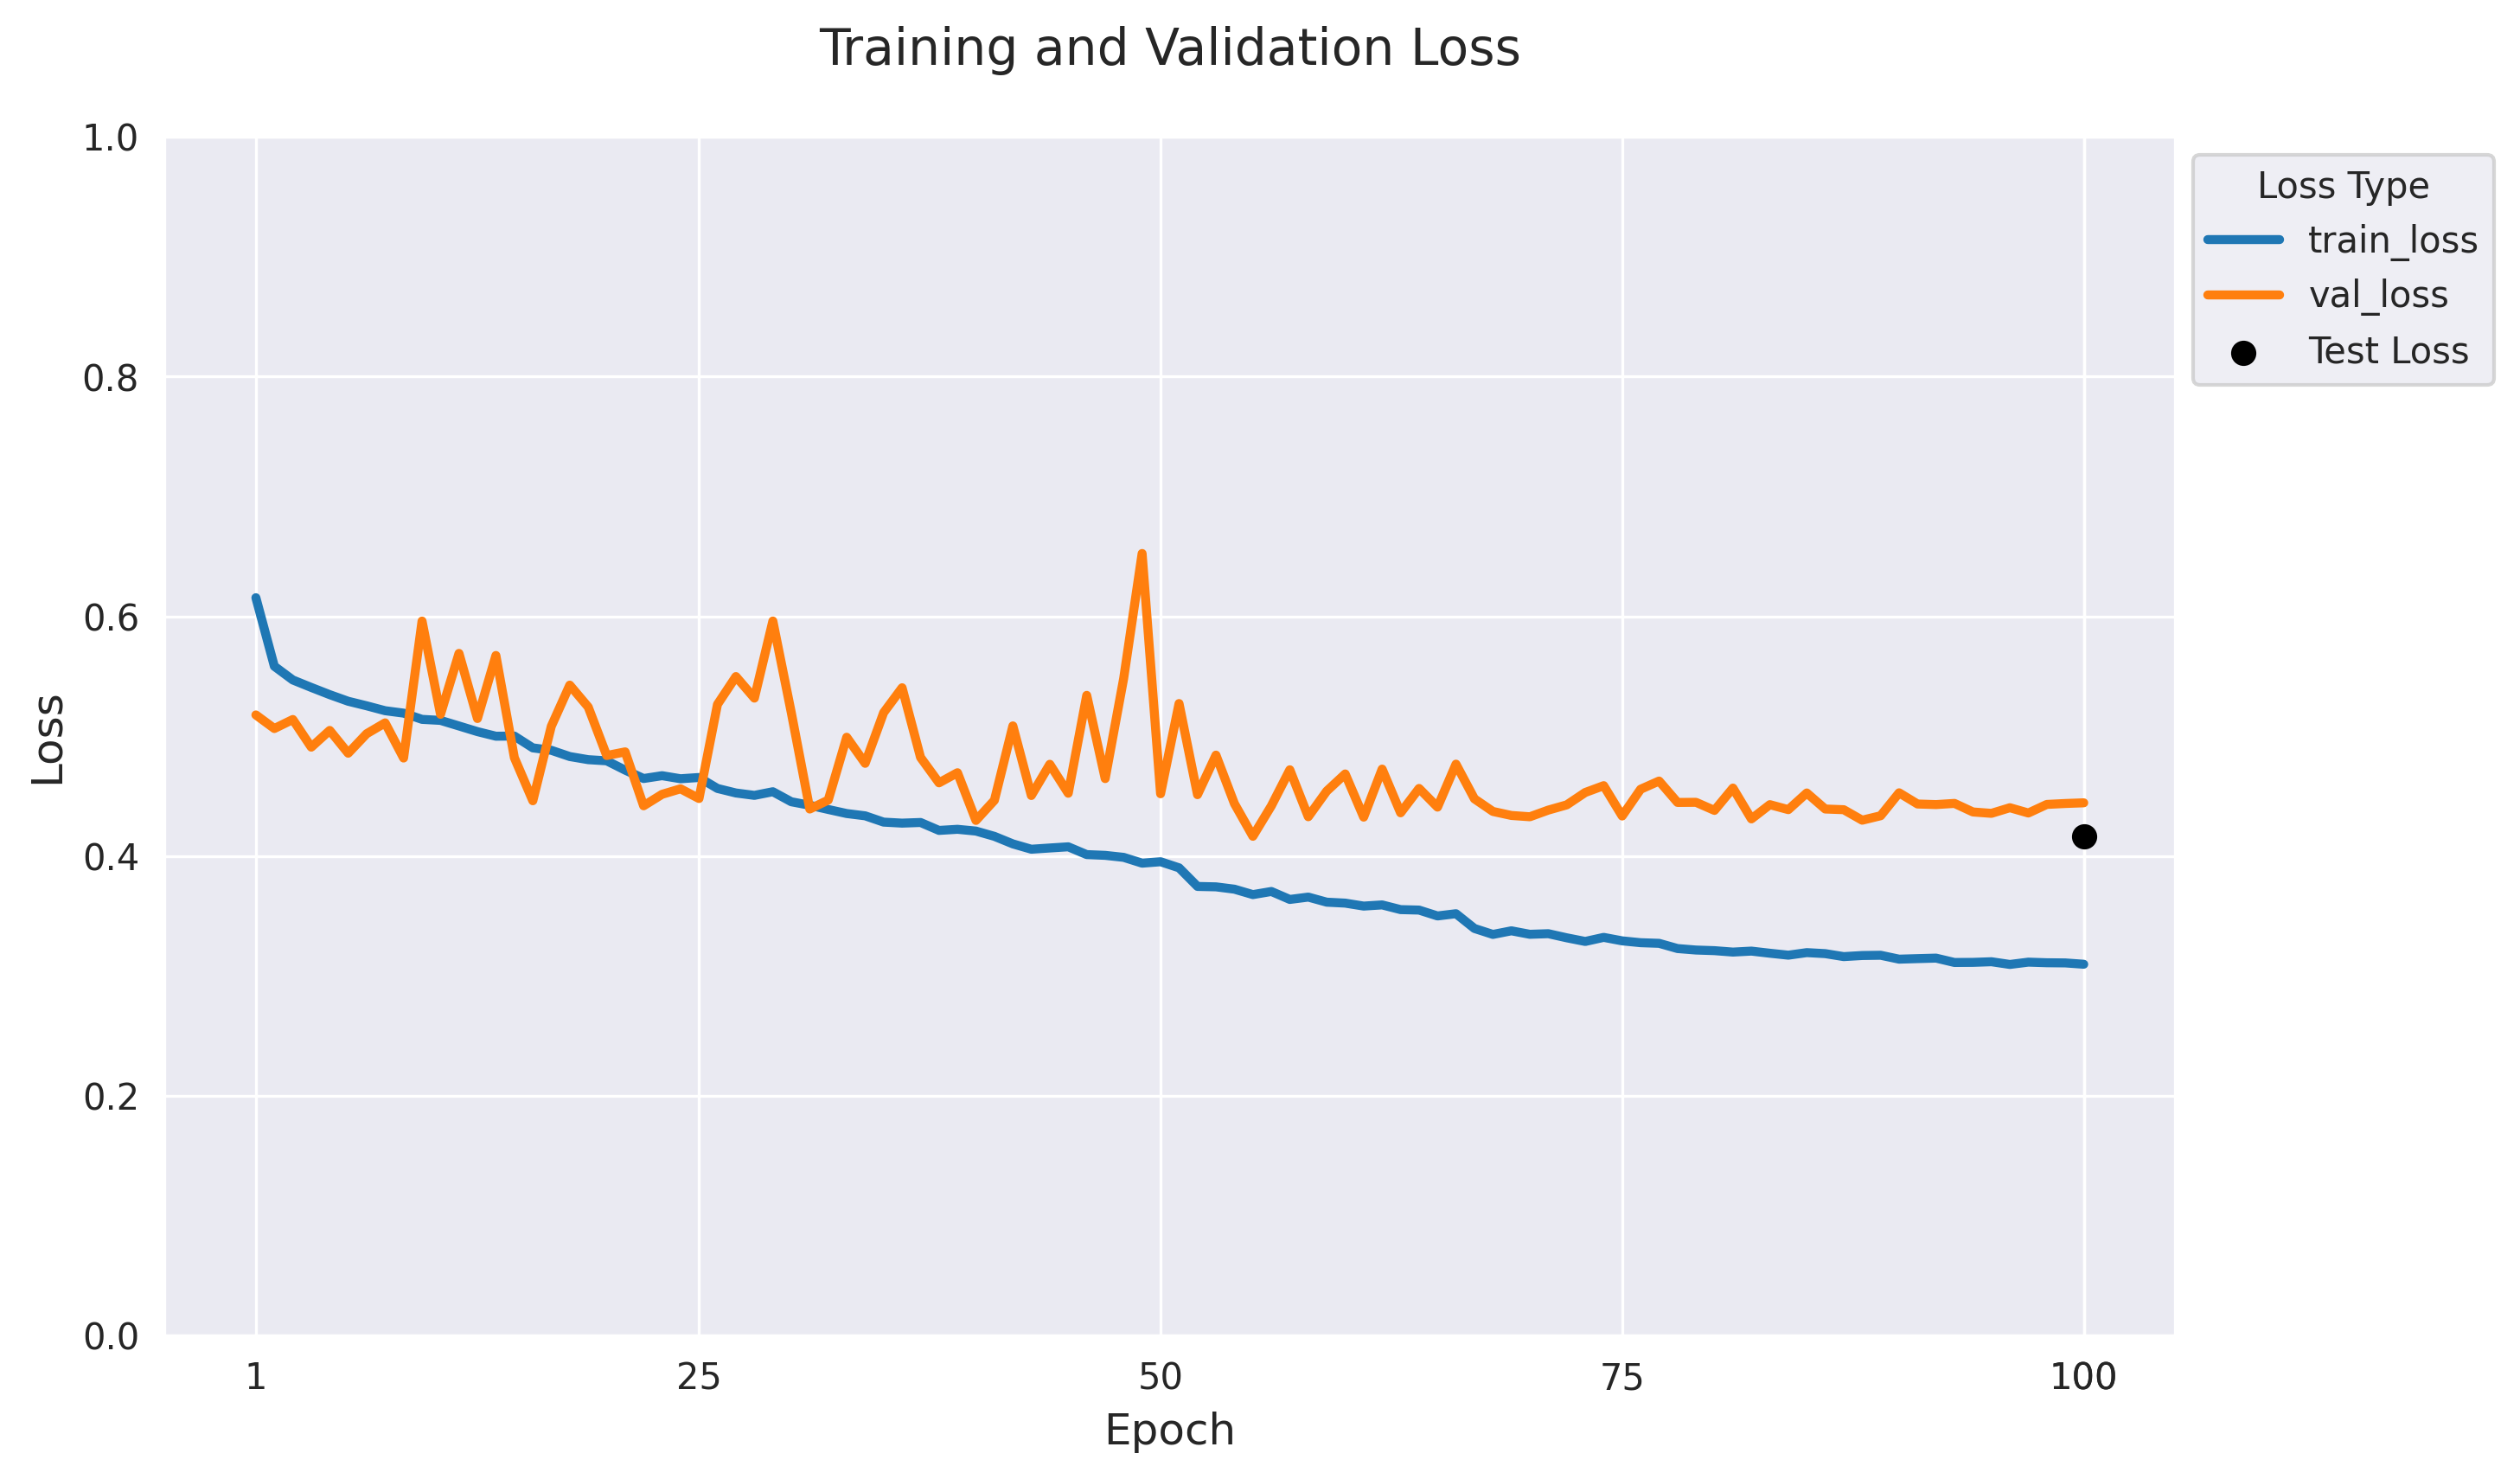 Training and Validation Loss
1.0
0.8
0.6
0.4
0.2
0.0
Loss
1 25 50 75 100
Epoch
Loss Type
train_loss
val_loss
Test Loss